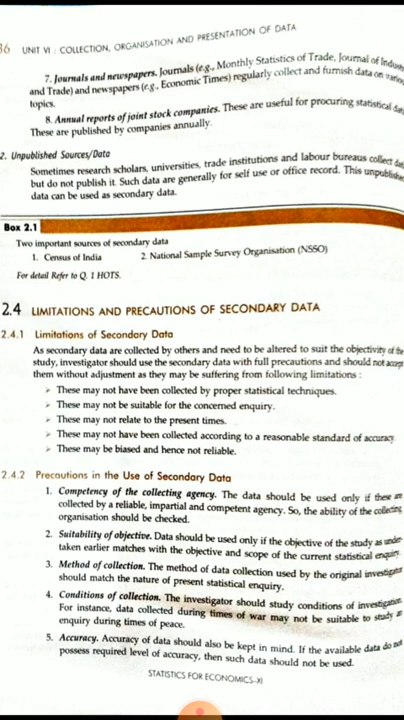 36 UNIT VI : COLLECTION, ORGANISATION AND PRESENTATION OF DATA
7. Journals and newspapers. Journals (e.g., Monthly Statistics of Trade, Journal of
and Trade) and newspapers (e.g., Economic Times) regularly collect and furnish data on
topics.
8. Annual reports of joint stock companies. These are useful for procuring statistical
These are published by companies annually.
2. Unpublished Sources/Data
Sometimes research scholars, universities, trade institutions and labour bureaus collect
but do not publish it. Such data are generally for self use or office record. This unpublished
data can be used as secondary data.
Box 2.1
Two important sources of secondary data
1. Census of India 2. National Sample Survey Organisation (NSSO)
For detail Refer to Q. 1 HOTS.
2.4 LIMITATIONS AND PRECAUTIONS OF SECONDARY DATA
2.4.1 Limitations of Secondary Data
As secondary data are collected by others and need to be altered to suit the objectivity of the
study, investigator should use the secondary data with full precautions and should not accept
them without adjustment as they may be suffering from following limitations :
➢ These may not have been collected by proper statistical techniques.
➢ These may not be suitable for the concerned enquiry.
➢ These may not relate to the present times.
➢ These may not have been collected according to a reasonable standard of accuracy.
➢ These may be biased and hence not reliable.
2.4.2 Precautions in the Use of Secondary Data
1. Competency of the collecting agency. The data should be used only if these are
collected by a reliable, impartial and competent agency. So, the ability of the collecting
organisation should be checked.
2. Suitability of objective. Data should be used only if the objective of the study as under-
taken earlier matches with the objective and scope of the current statistical enquiry.
3. Method of collection. The method of data collection used by the original investigator
should match the nature of present statistical enquiry.
4. Conditions of collection. The investigator should study conditions of investigation.
For instance, data collected during times of war may not be suitable to study an
enquiry during times of peace.
5. Accuracy. Accuracy of data should also be kept in mind. If the available data do not
possess required level of accuracy, then such data should not be used.
STATISTICS FOR ECONOMICS-XI